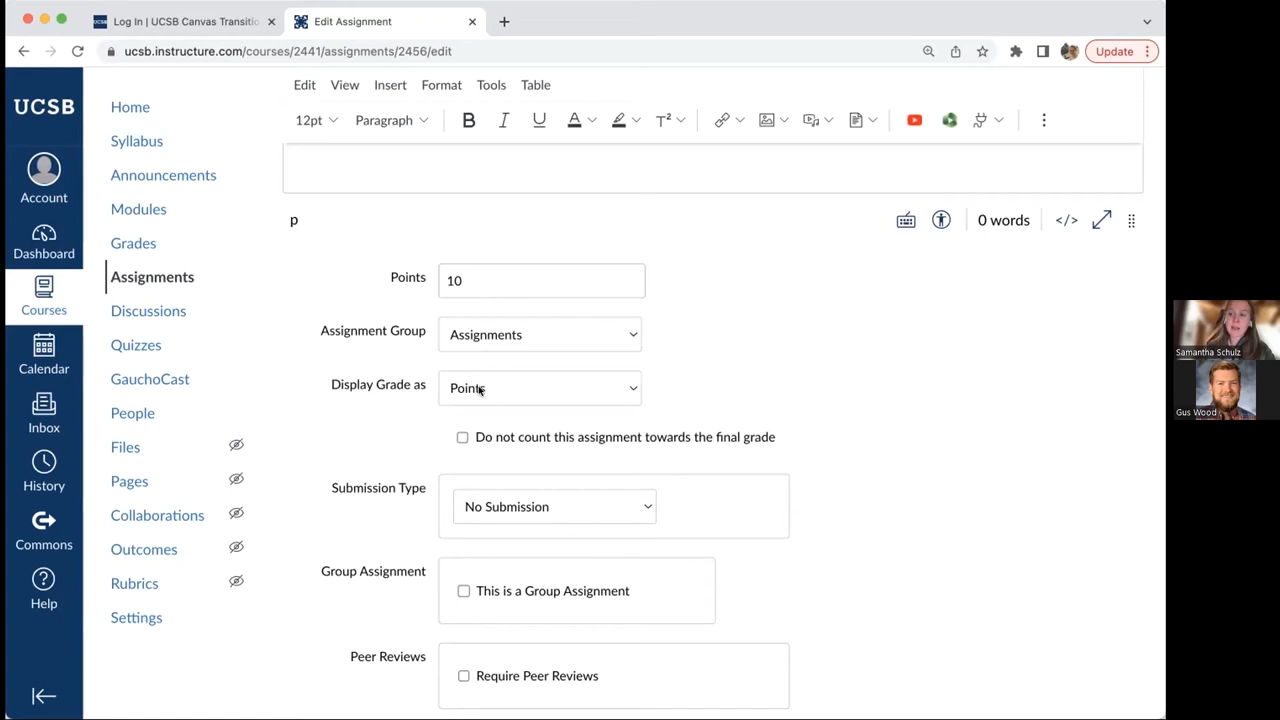 Log In | UCSB Canvas Transitio
Edit Assignment
ucsb.instructure.com/courses/2441/assignments/2456/edit
Update
UCSB
Account
Dashboard
Courses
Calendar
Inbox
History
Commons
Help
Home
Syllabus
Announcements
Modules
Grades
Assignments
Discussions
Quizzes
GauchoCast
People
Files
Pages
Collaborations
Outcomes
Rubrics
Settings
Edit View Insert Format Tools Table
12pt Paragraph B I U A T²
p
0 words </>
Points 10
Assignment Group Assignments
Display Grade as Points
Do not count this assignment towards the final grade
Submission Type No Submission
Group Assignment This is a Group Assignment
Peer Reviews Require Peer Reviews
Samantha Schulz
Gus Wood